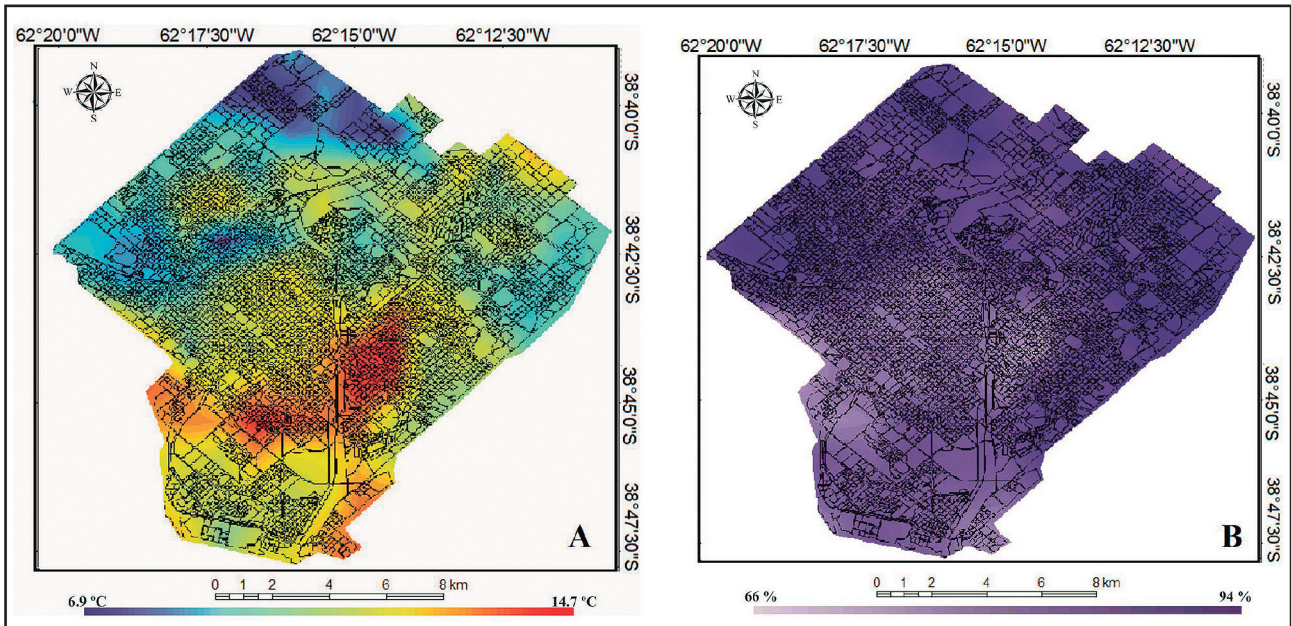 62°20'0"W 62°17'30"W 62°15'0"W 62°12'30"W
N
W E
S
38°40'0"S
38°42'30"S
38°45'0"S
38°47'30"S
A
0 1 2 4 6 8 km
6.9 ºC 14.7 ºC
62°20'0"W 62°17'30"W 62°15'0"W 62°12'30"W
N
W E
S
38°40'0"S
38°42'30"S
38°45'0"S
38°47'30"S
B
0 1 2 4 6 8 km
66 % 94 %